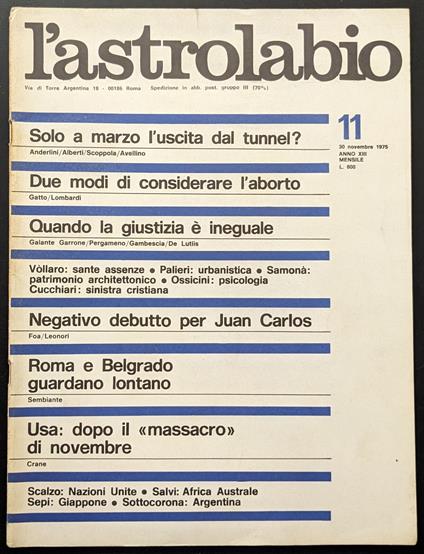 l'astrolabio
Via di Torre Argentina 18 - 00186 Roma Spedizione in abb. post. gruppo III (70%)
11
30 novembre 1975
ANNO XIII
MENSILE
L. 800
Solo a marzo l'uscita dal tunnel?
Anderlini/Alberti/Scoppola/Avellino
Due modi di considerare l'aborto
Gatto/Lombardi
Quando la giustizia è ineguale
Galante Garrone/Pergameno/Gambescia/De Lutiis
Vòllaro: sante assenze • Palieri: urbanistica • Samonà:
patrimonio architettonico • Ossicini: psicologia
Cucchiari: sinistra cristiana
Negativo debutto per Juan Carlos
Foa/Leonori
Roma e Belgrado
guardano lontano
Sembiante
Usa: dopo il «massacro»
di novembre
Crane
Scalzo: Nazioni Unite • Salvi: Africa Australe
Sepi: Giappone • Sottocorona: Argentina